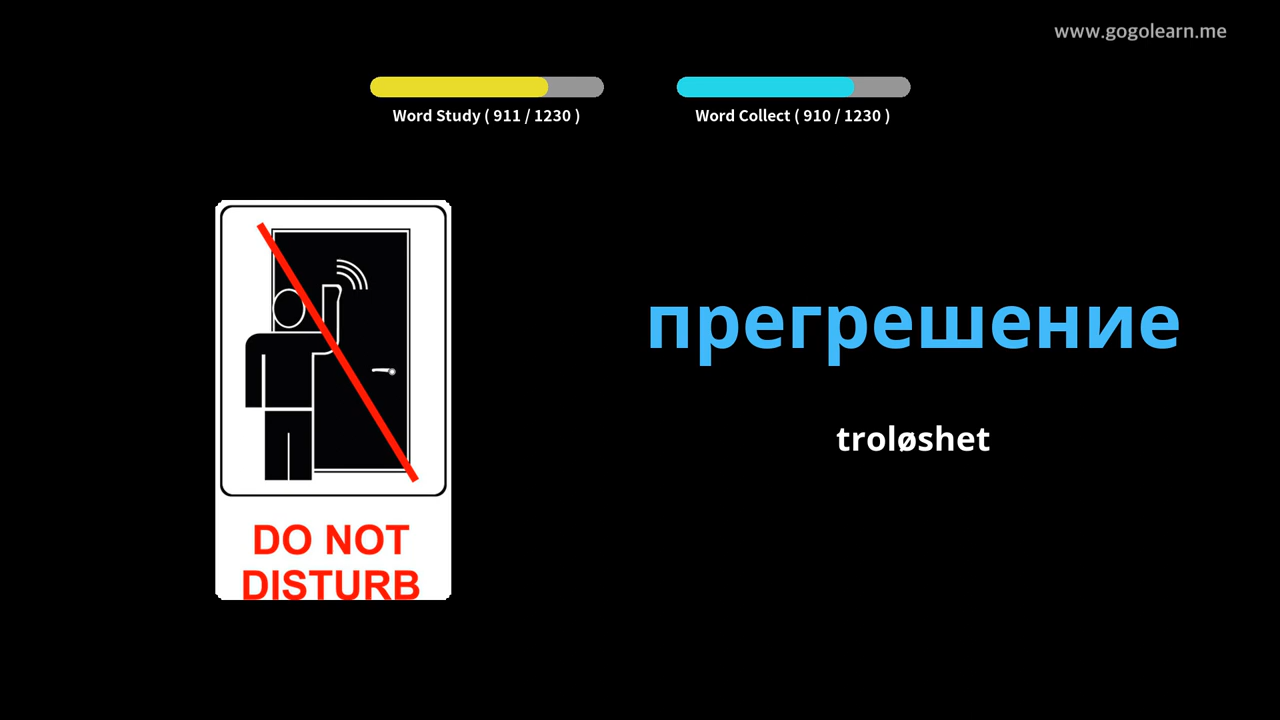 www.gogolearn.me
Word Study ( 911 / 1230 )
Word Collect ( 910 / 1230 )
прегрешение
troløshet
DO NOT
DISTURB